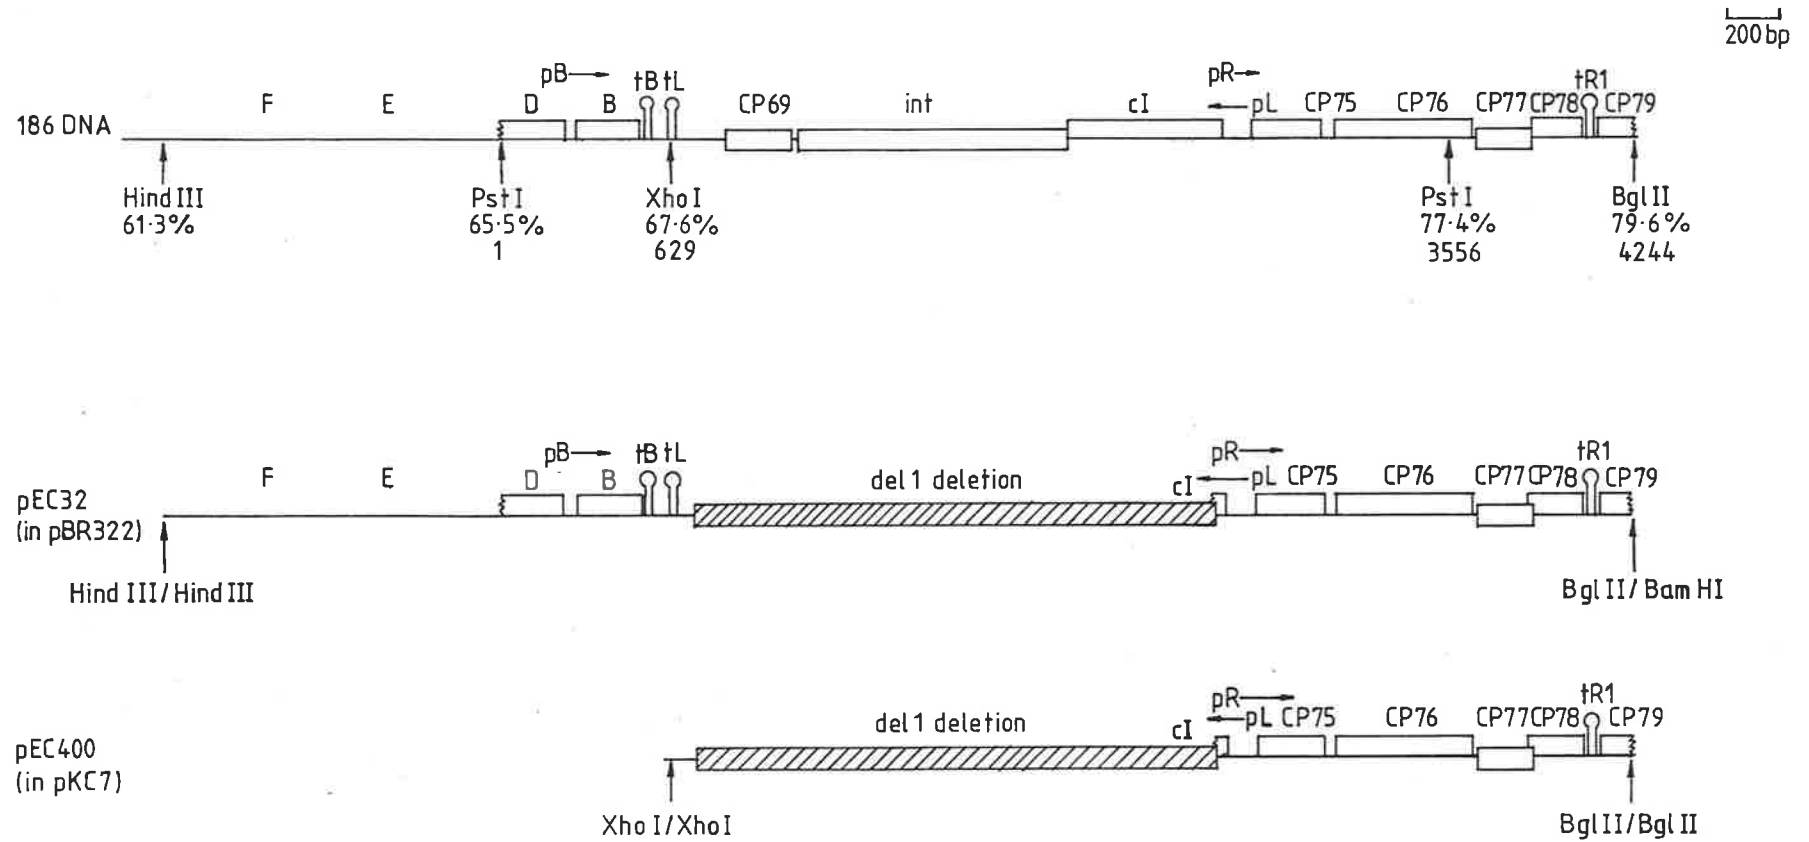 200 bp
pB tB tL pR tR1
F E D B CP69 int cI pL CP75 CP76 CP77 CP78 CP79
186 DNA
Hind III Pst I Xho I Pst I Bgl II
61·3% 65·5% 67·6% 77·4% 79·6%
1 629 3556 4244
pB tB tL pR tR1
F E D B del 1 deletion cI pL CP75 CP76 CP77 CP78 CP79
pEC32
(in pBR322)
Hind III/Hind III Bgl II/Bam HI
pR tR1
del 1 deletion cI pL CP75 CP76 CP77 CP78 CP79
pEC400
(in pKC7)
Xho I/Xho I Bgl II/Bgl II